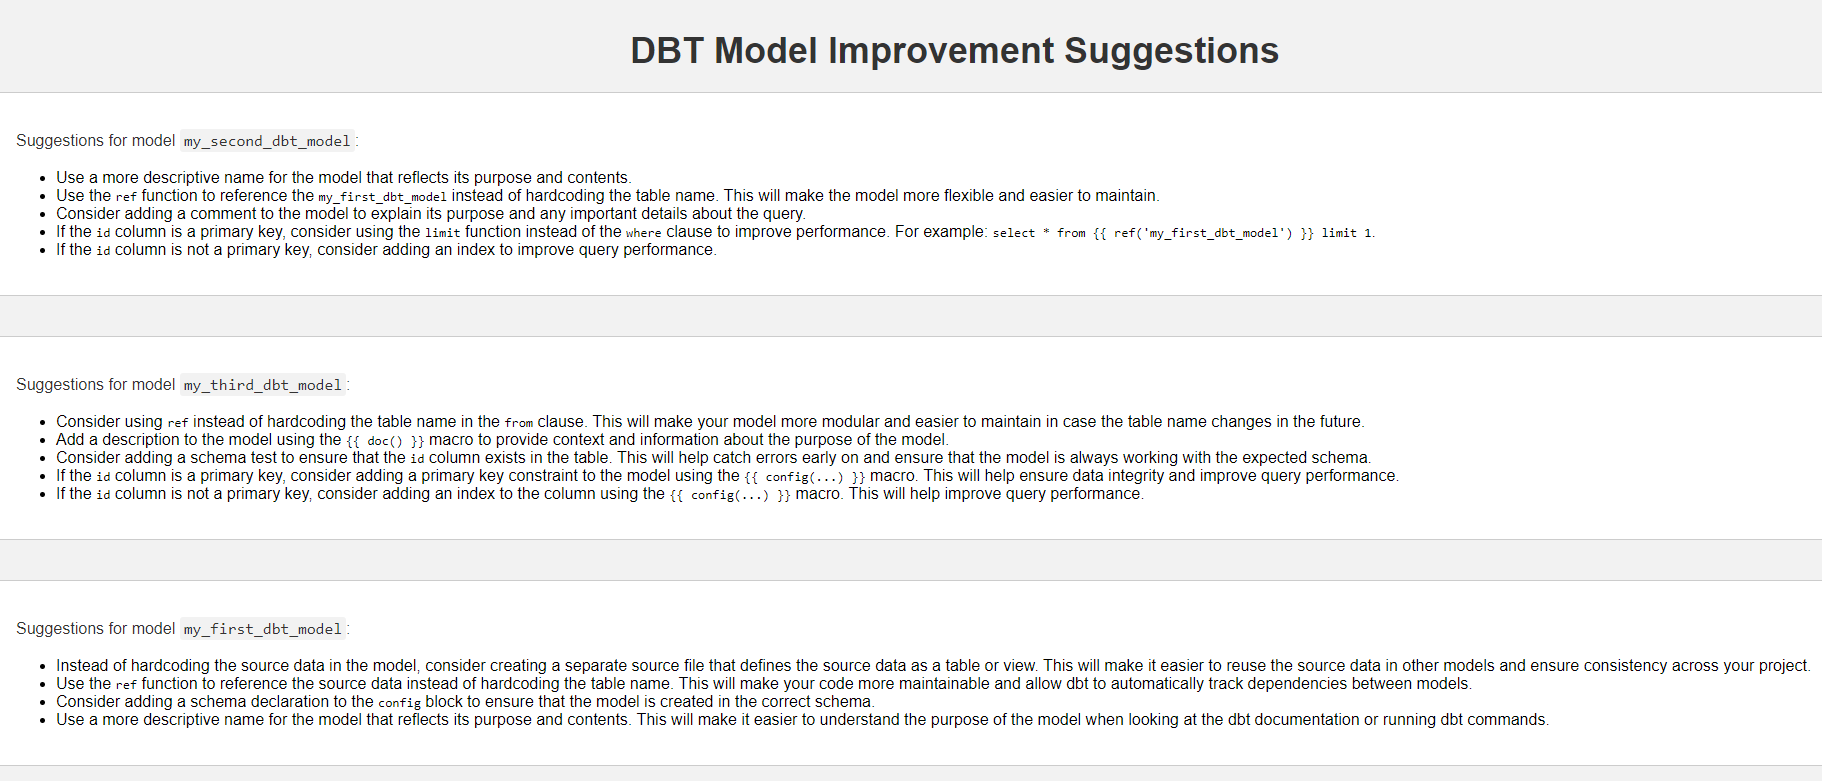 DBT Model Improvement Suggestions
Suggestions for model my_second_dbt_model:
• Use a more descriptive name for the model that reflects its purpose and contents.
• Use the ref function to reference the my_first_dbt_model instead of hardcoding the table name. This will make the model more flexible and easier to maintain.
• Consider adding a comment to the model to explain its purpose and any important details about the query.
• If the id column is a primary key, consider using the limit function instead of the where clause to improve performance. For example: select * from {{ ref('my_first_dbt_model') }} limit 1.
• If the id column is not a primary key, consider adding an index to improve query performance.
Suggestions for model my_third_dbt_model:
• Consider using ref instead of hardcoding the table name in the from clause. This will make your model more modular and easier to maintain in case the table name changes in the future.
• Add a description to the model using the {{ doc() }} macro to provide context and information about the purpose of the model.
• Consider adding a schema test to ensure that the id column exists in the table. This will help catch errors early on and ensure that the model is always working with the expected schema.
• If the id column is a primary key, consider adding a primary key constraint to the model using the {{ config(...) }} macro. This will help ensure data integrity and improve query performance.
• If the id column is not a primary key, consider adding an index to the column using the {{ config(...) }} macro. This will help improve query performance.
Suggestions for model my_first_dbt_model:
• Instead of hardcoding the source data in the model, consider creating a separate source file that defines the source data as a table or view. This will make it easier to reuse the source data in other models and ensure consistency across your project.
• Use the ref function to reference the source data instead of hardcoding the table name. This will make your code more maintainable and allow dbt to automatically track dependencies between models.
• Consider adding a schema declaration to the config block to ensure that the model is created in the correct schema.
• Use a more descriptive name for the model that reflects its purpose and contents. This will make it easier to understand the purpose of the model when looking at the dbt documentation or running dbt commands.